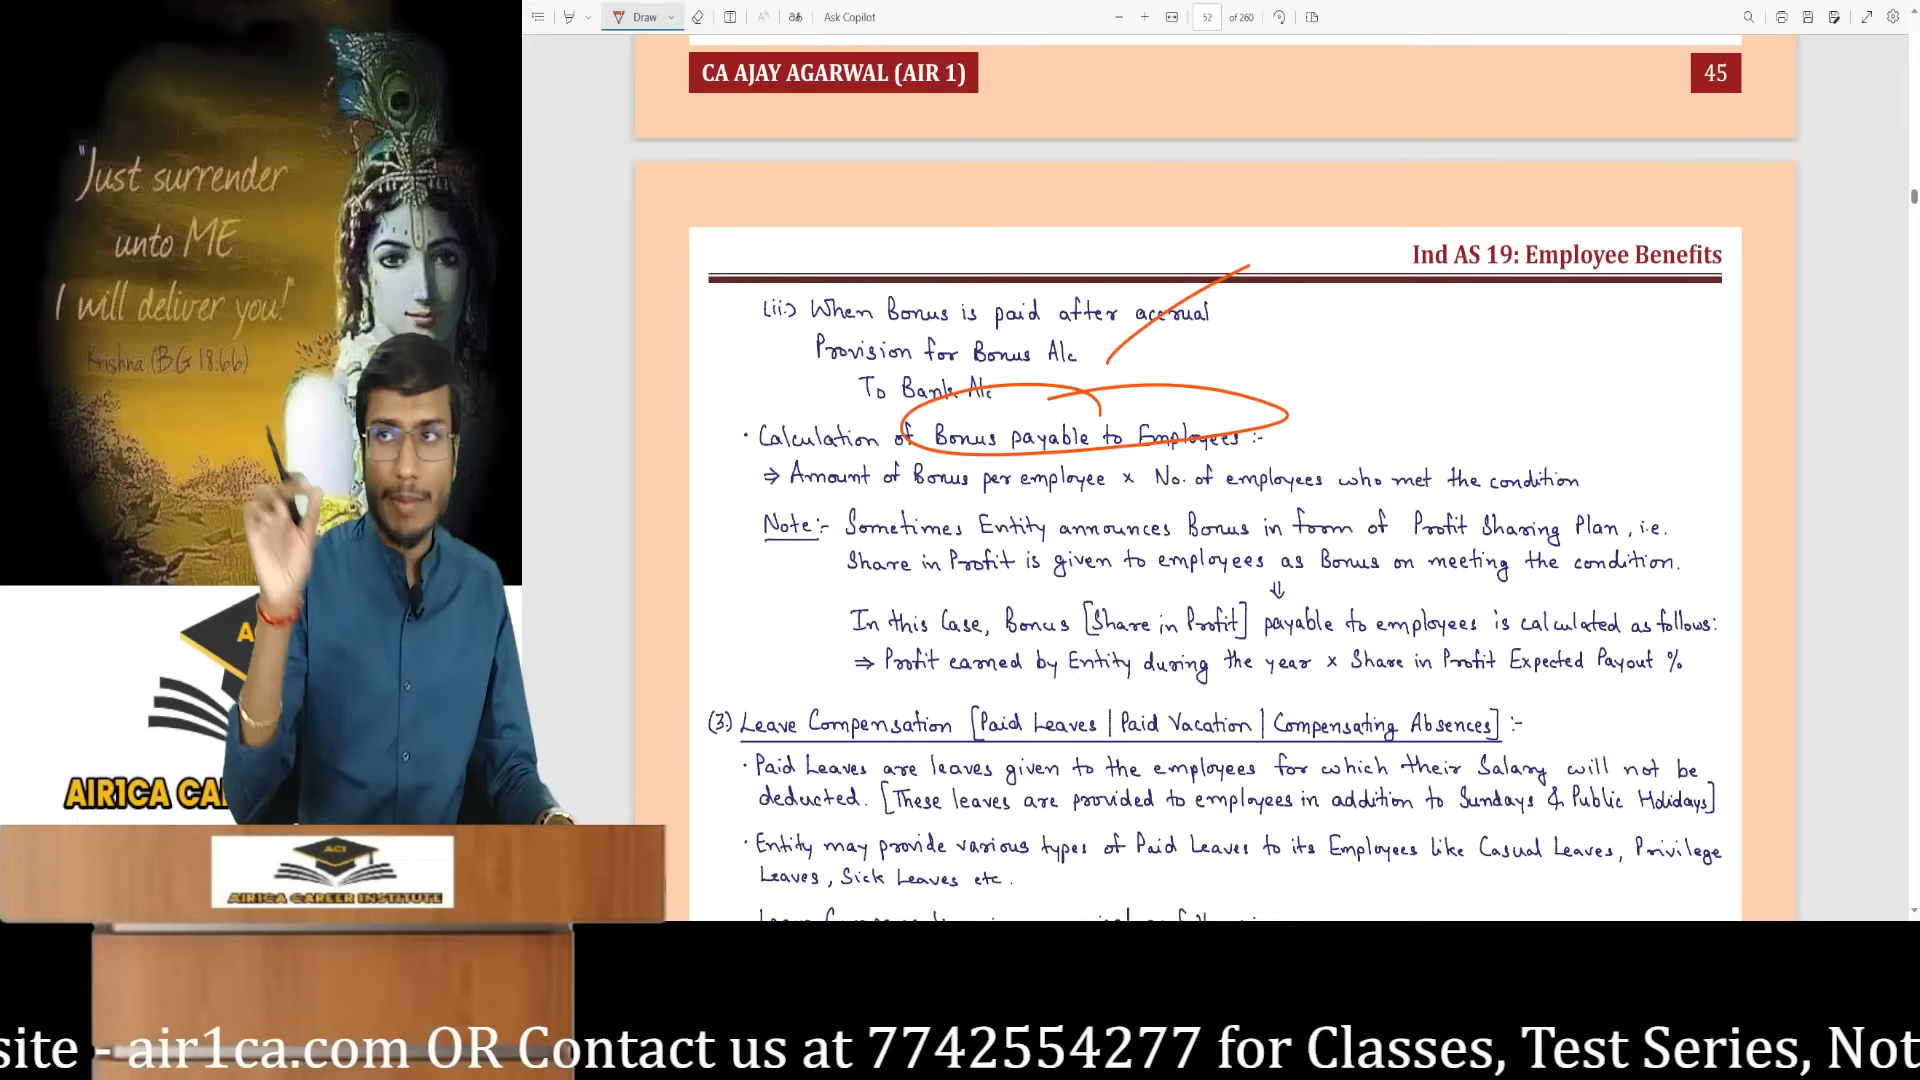 Draw
Ask Copilot
52
of 260
"Just surrender
unto ME
I will deliver you!"
Krishna (B.G 18.66)
CA AJAY AGARWAL (AIR 1)
45
Ind AS 19: Employee Benefits
(ii.) When Bonus is paid after accrual
Provision for Bonus A/c
To Bank A/c
· Calculation of Bonus payable to Employees :-
⇒ Amount of Bonus per employee × No. of employees who met the condition
Note:- Sometimes Entity announces Bonus in form of Profit Sharing Plan, i.e.
Share in Profit is given to employees as Bonus on meeting the condition.
⇓
In this Case, Bonus [Share in Profit] payable to employees is calculated as follows:
⇒ Profit earned by Entity during the year × Share in Profit Expected Payout %
(3.) Leave Compensation [Paid Leaves | Paid Vacation | Compensating Absences] :-
· Paid Leaves are leaves given to the employees for which their Salary will not be
deducted. [These leaves are provided to employees in addition to Sundays & Public Holidays]
· Entity may provide various types of Paid Leaves to its Employees like Casual Leaves, Privilege
Leaves, Sick Leaves etc.
AIR1CA CA
ACI
AIR1CA CAREER INSTITUTE
site - air1ca.com OR Contact us at 7742554277 for Classes, Test Series, Not